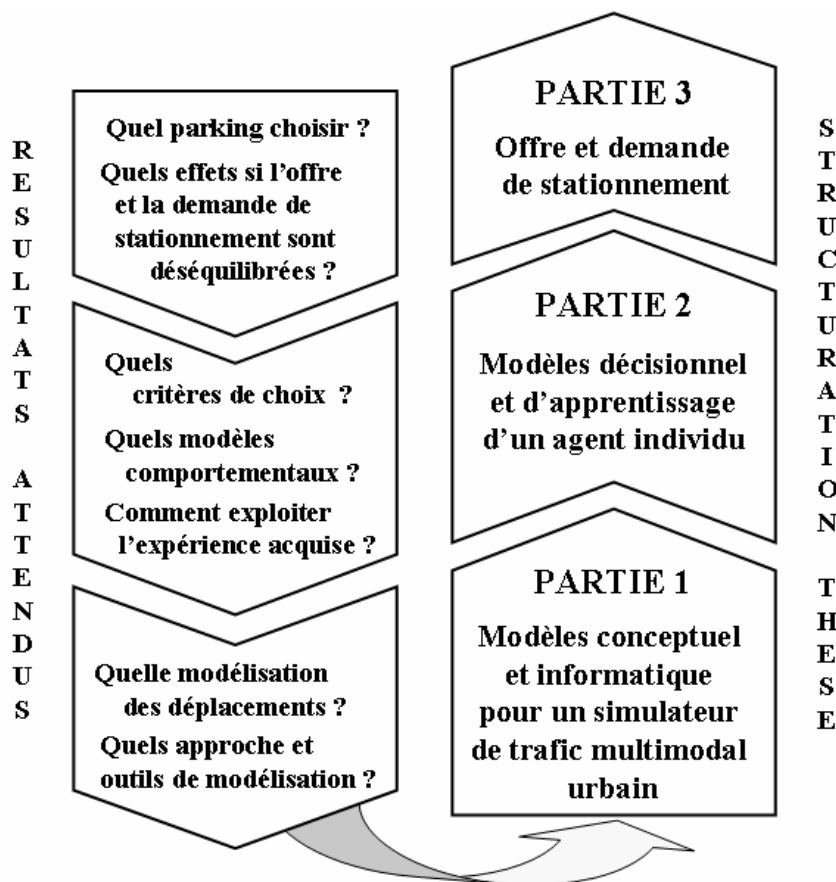 RESULTATS ATTENDUS
Quel parking choisir ?
Quels effets si l'offre
et la demande de
stationnement sont
déséquilibrées ?
Quels
critères de choix ?
Quels modèles
comportementaux ?
Comment exploiter
l'expérience acquise ?
Quelle modélisation
des déplacements ?
Quels approche et
outils de modélisation ?
PARTIE 3
Offre et demande
de stationnement
PARTIE 2
Modèles décisionnel
et d'apprentissage
d'un agent individu
PARTIE 1
Modèles conceptuel
et informatique
pour un simulateur
de trafic multimodal
urbain
STRUCTURATION THESE